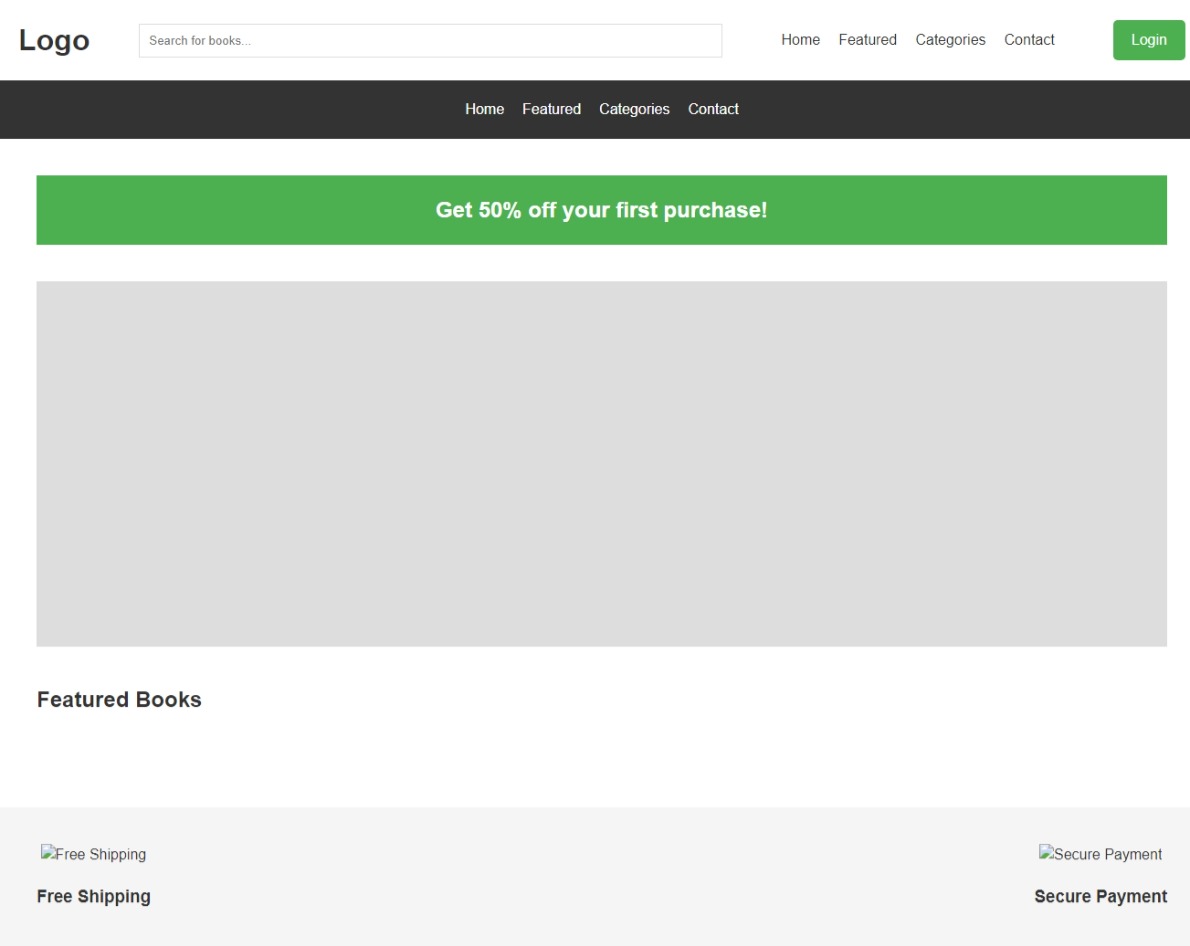 Logo
Search for books...
Home Featured Categories Contact
Login
Home Featured Categories Contact
Get 50% off your first purchase!
Featured Books
Free Shipping
Secure Payment
Free Shipping
Secure Payment